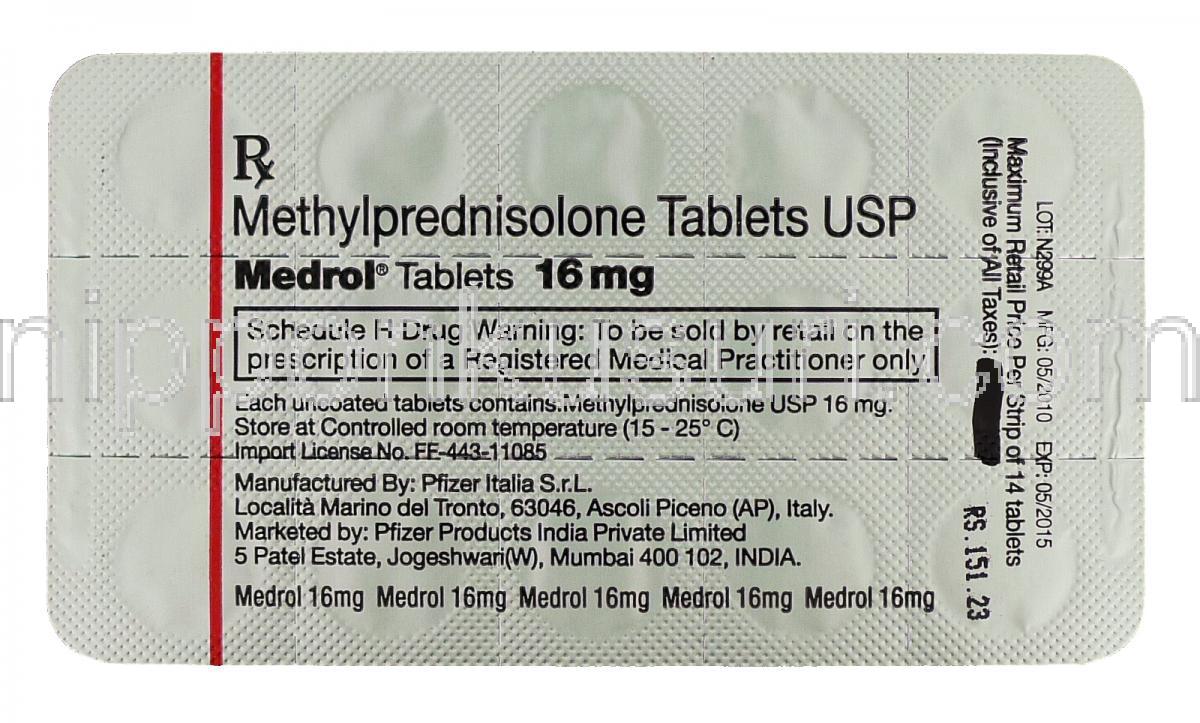 Rx
Methylprednisolone Tablets USP
Medrol® Tablets 16 mg
Schedule H Drug Warning: To be sold by retail on the
prescription of a Registered Medical Practitioner only
Each uncoated tablets contains:Methylprednisolone USP 16 mg.
Store at Controlled room temperature (15 - 25° C)
Import License No. FF-443-11085
Manufactured By: Pfizer Italia S.r.L.
Località Marino del Tronto, 63046, Ascoli Piceno (AP), Italy.
Marketed by: Pfizer Products India Private Limited
5 Patel Estate, Jogeshwari(W), Mumbai 400 102, INDIA.
Medrol 16mg Medrol 16mg Medrol 16mg Medrol 16mg Medrol 16mg
LOT: N299A MFG: 05/2010 EXP: 05/2015
Maximum Retail Price Per Strip of 14 tablets
(Inclusive of All Taxes):
RS. 151. 23